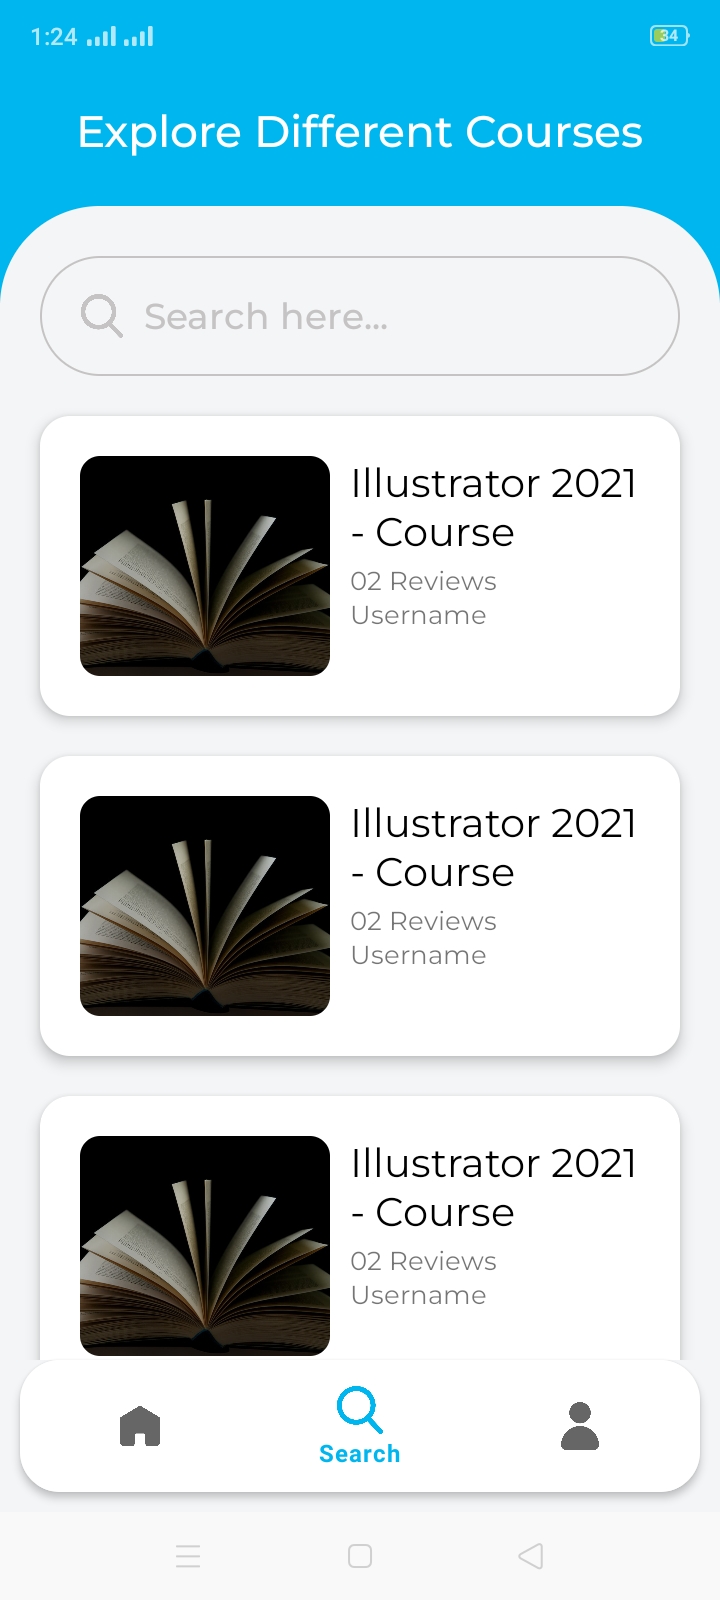 1:24
34
Explore Different Courses
Search here...
Illustrator 2021
- Course
02 Reviews
Username
Illustrator 2021
- Course
02 Reviews
Username
Illustrator 2021
- Course
02 Reviews
Username
Search